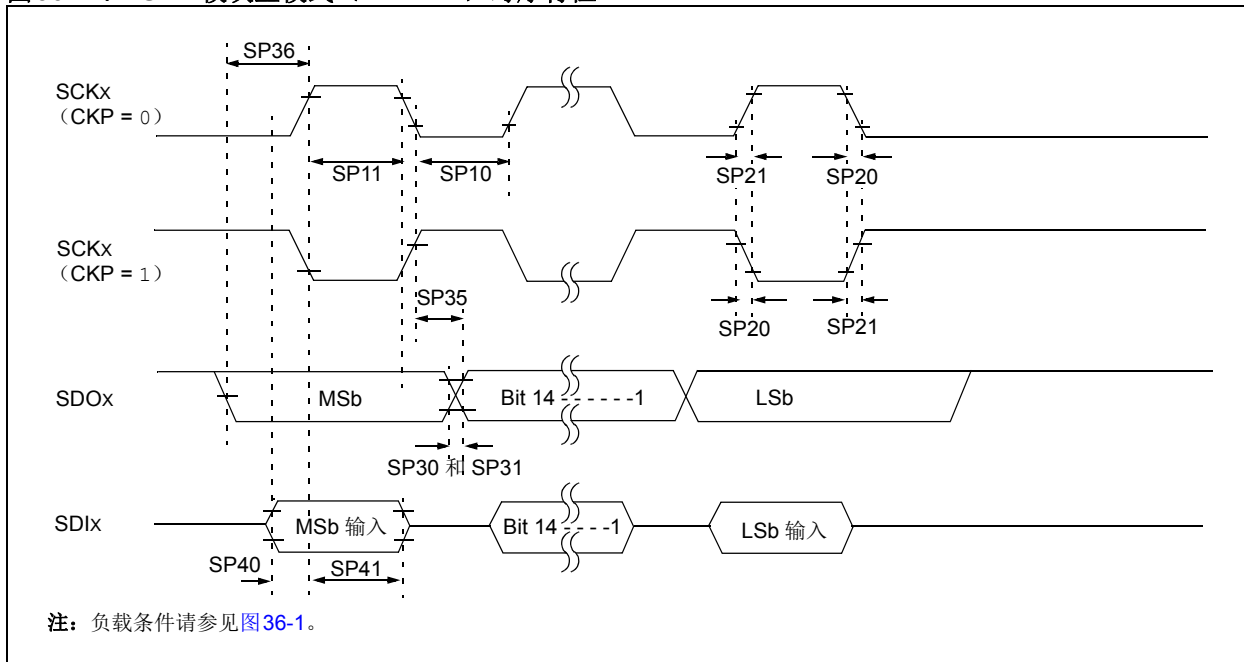 SP36
SCKx
（CKP = 0）
SP11
SP10
SP21
SP20
SCKx
（CKP = 1）
SP35
SP20
SP21
SDOx
MSb
Bit 14 - - - - - -1
LSb
SP30 和 SP31
SDIx
MSb 输入
Bit 14 - - - -1
LSb 输入
SP40
SP41
注：负载条件请参见图36-1。